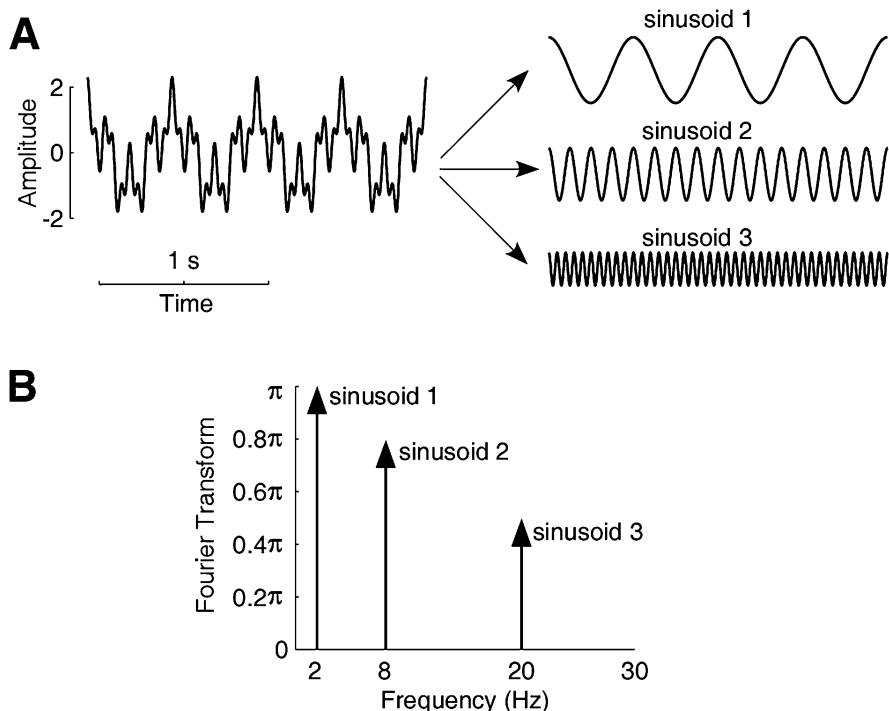 A
sinusoid 1
2
0
-2
Amplitude
sinusoid 2
sinusoid 3
1 s
Time
B
π
0.8π
0.6π
0.4π
0.2π
0
Fourier Transform
sinusoid 1
sinusoid 2
sinusoid 3
2 8 20 30
Frequency (Hz)